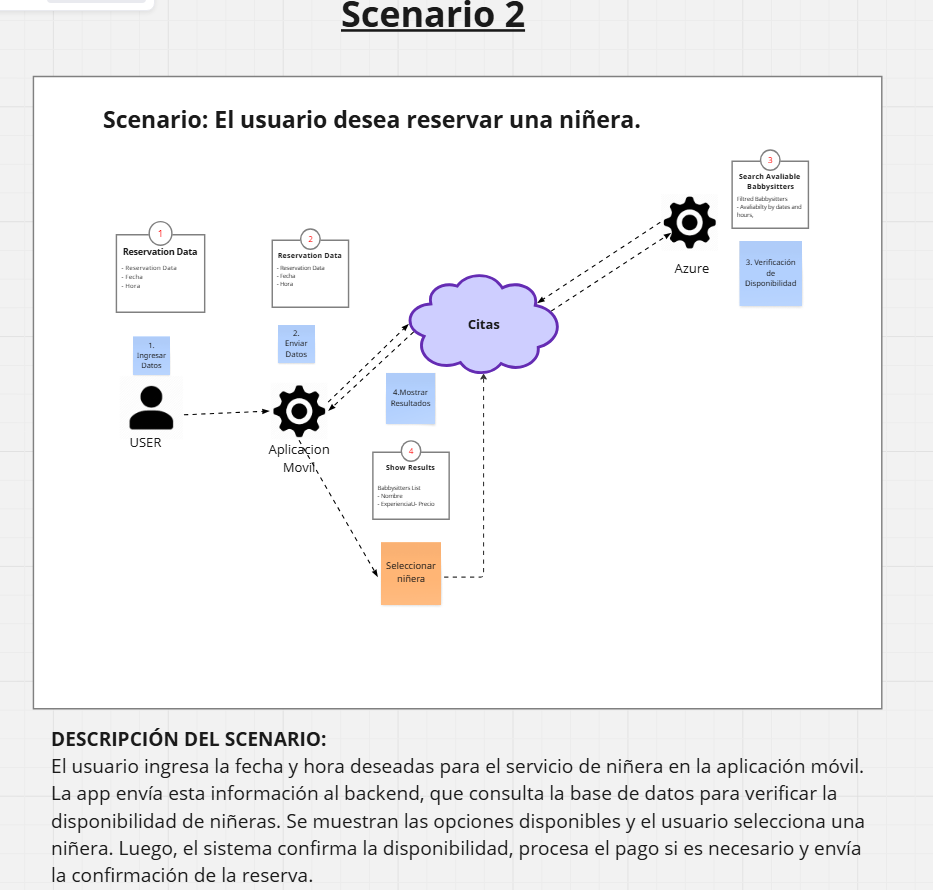 Scenario 2
Scenario: El usuario desea reservar una niñera.
1
Reservation Data
- Reservation Data
- Fecha
- Hora
2
Reservation Data
- Reservation Data
- Fecha
- Hora
3
Search Avaliable
Babbysitters
Filtred Babbysitters
- Avaliabilty by dates and
hours,
Azure
3. Verificación
de
Disponibilidad
Citas
1.
Ingresar
Datos
2.
Enviar
Datos
USER
Aplicacion
Movil
4.Mostrar
Resultados
4
Show Results
Babbysitters List
- Nombre
- ExperienciaU- Precio
Seleccionar
niñera
DESCRIPCIÓN DEL SCENARIO:
El usuario ingresa la fecha y hora deseadas para el servicio de niñera en la aplicación móvil.
La app envía esta información al backend, que consulta la base de datos para verificar la
disponibilidad de niñeras. Se muestran las opciones disponibles y el usuario selecciona una
niñera. Luego, el sistema confirma la disponibilidad, procesa el pago si es necesario y envía
la confirmación de la reserva.